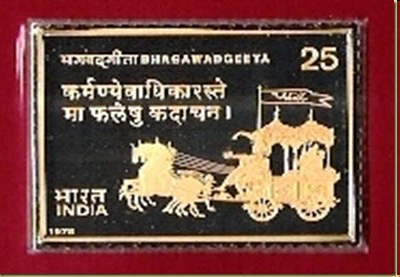 भगवद्गीता BHAGAWADGEETA 25
कर्मण्येवाधिकारस्ते
मा फलेषु कदाचन।
भारत
INDIA
1978